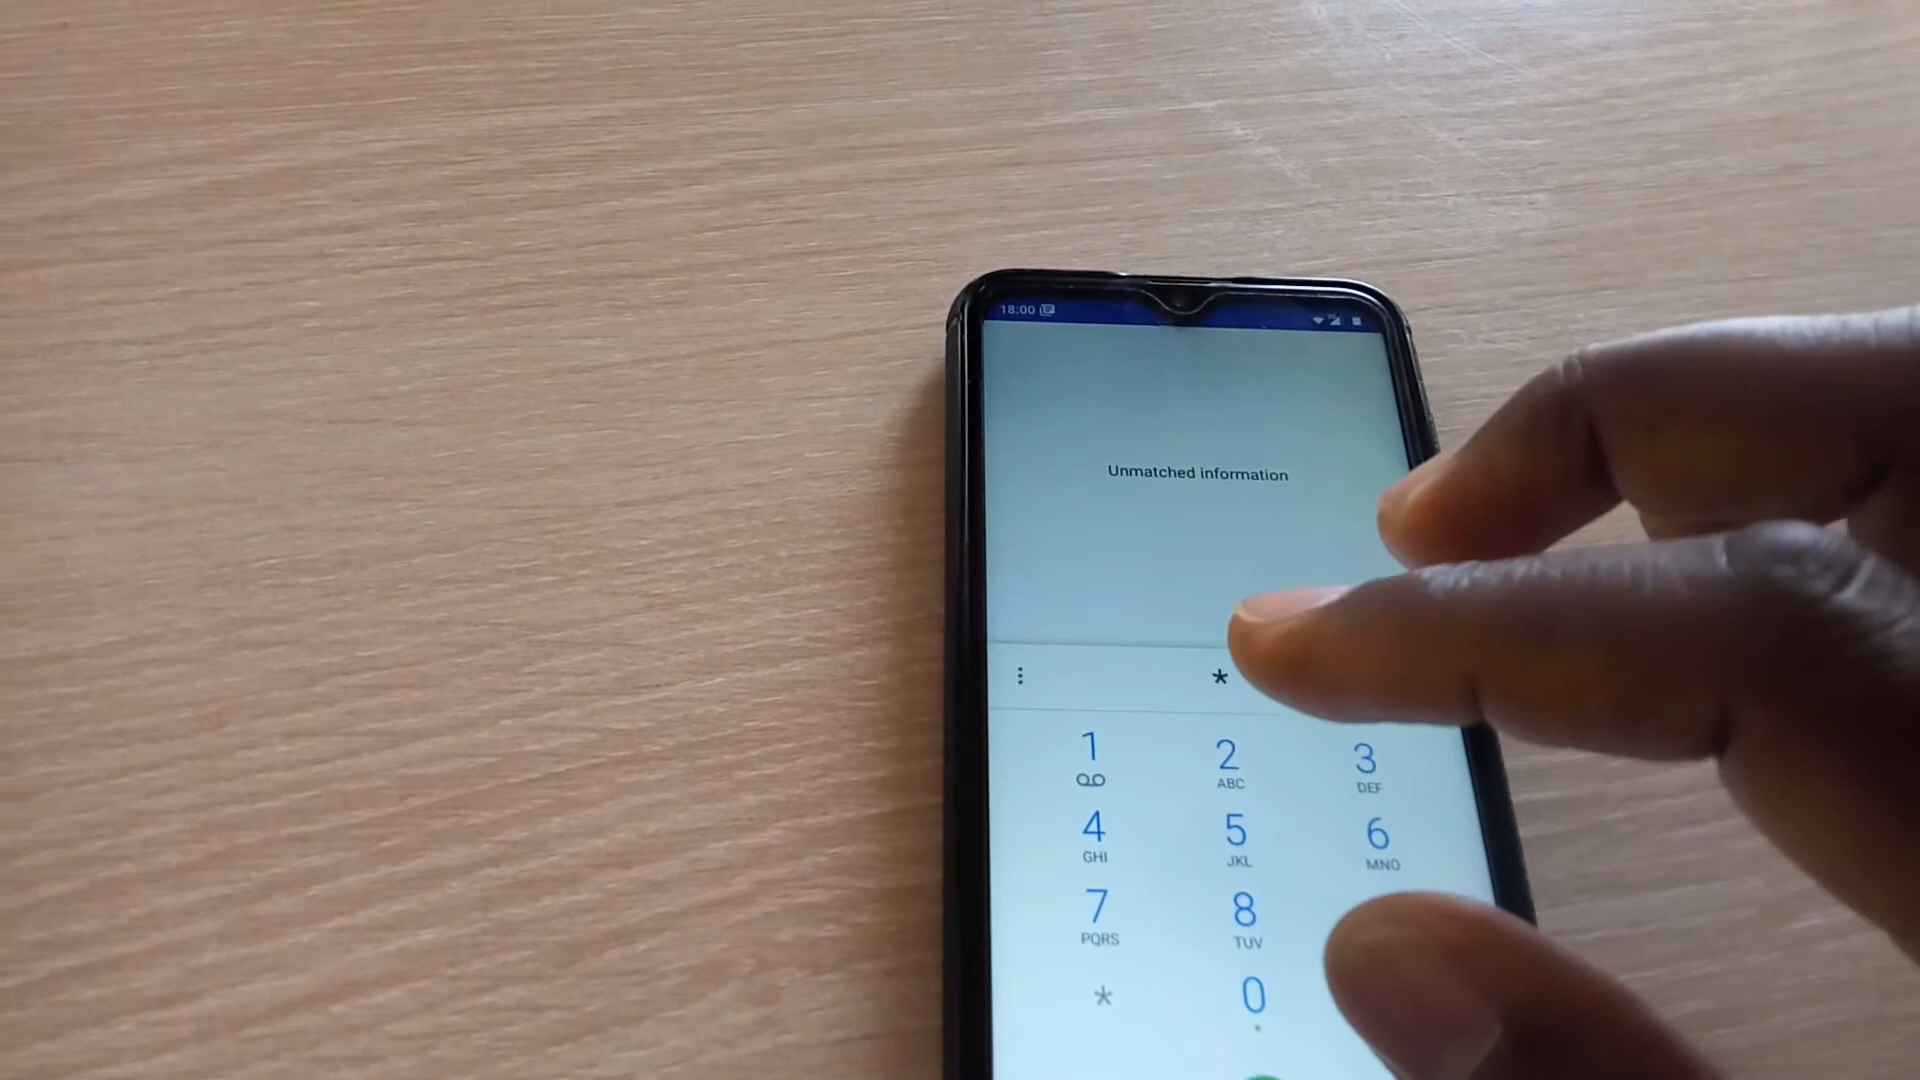 18:00
Unmatched information
*
1 2 3
ABC DEF
4 5 6
GHI JKL MNO
7 8
PQRS TUV
* 0